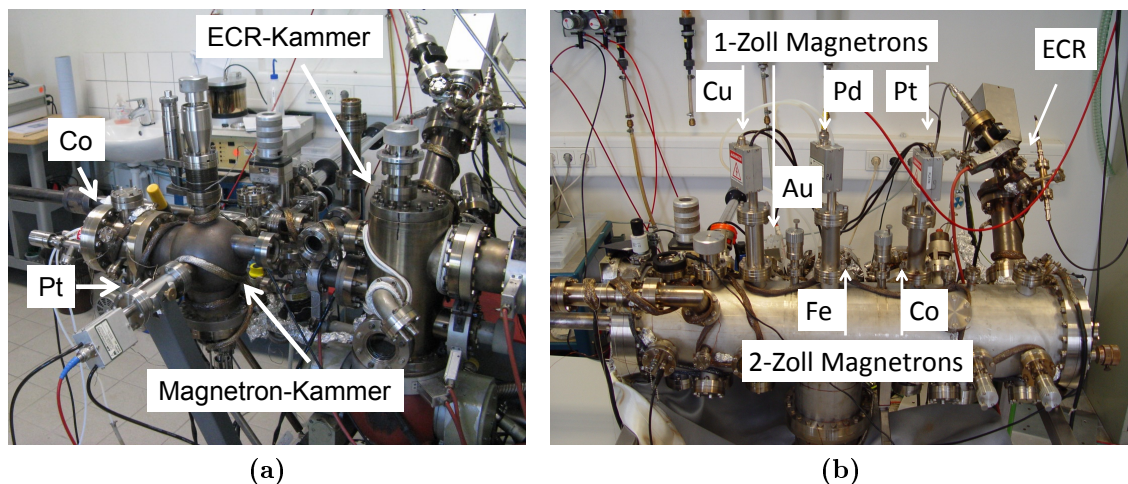 ECR-Kammer
Co
Pt
Magnetron-Kammer
(a)
1-Zoll Magnetrons
ECR
Cu
Pd
Pt
Au
Fe
Co
2-Zoll Magnetrons
(b)